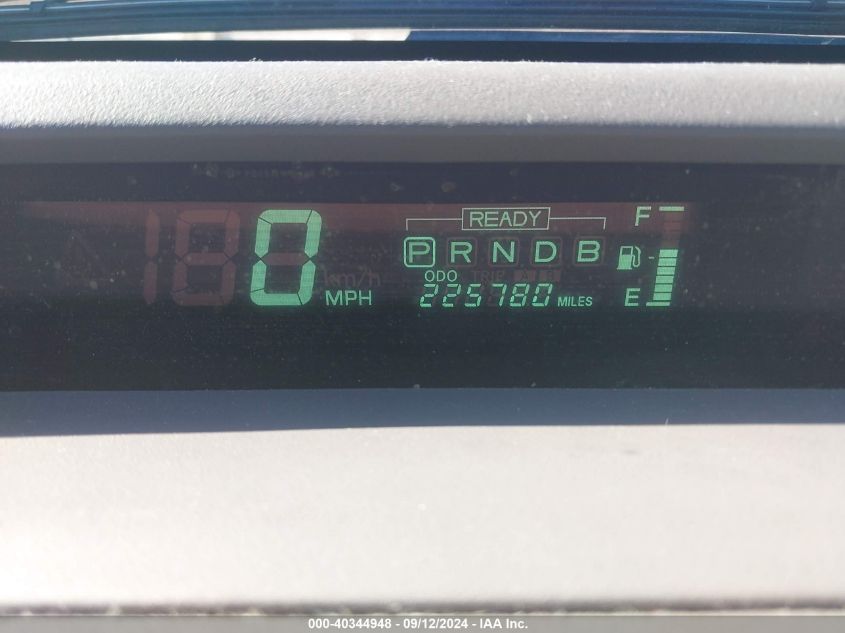 READY
F
P R N D B
km/h
ODO TRIP A B
0 MPH
225780 MILES
E
000-40344948 - 09/12/2024 - IAA Inc.